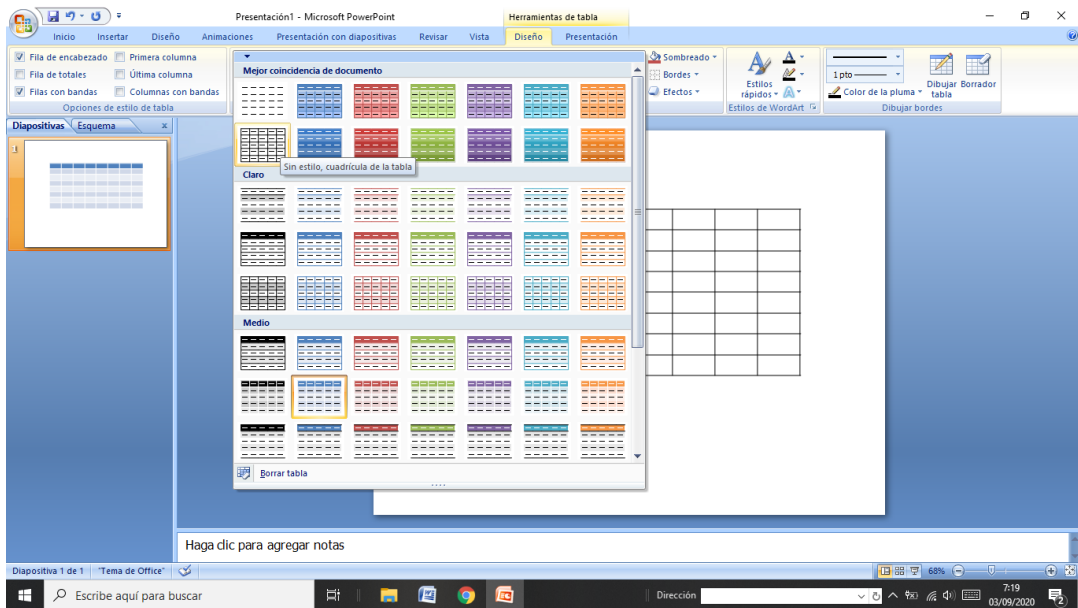 Presentación1 - Microsoft PowerPoint
Herramientas de tabla
Inicio Insertar Diseño Animaciones Presentación con diapositivas Revisar Vista Diseño Presentación
Fila de encabezado Primera columna
Fila de totales Última columna
Filas con bandas Columnas con bandas
Opciones de estilo de tabla
Mejor coincidencia de documento
Sin estilo, cuadrícula de la tabla
Claro
Medio
Borrar tabla
Sombreado
Bordes
Efectos
Estilos rápidos
Estilos de WordArt
1 pto
Color de la pluma
Dibujar tabla
Borrador
Dibujar bordes
Diapositivas Esquema x
1
Haga clic para agregar notas
Diapositiva 1 de 1 "Tema de Office" 68%
Escribe aquí para buscar
Dirección
7:19
03/09/2020
2